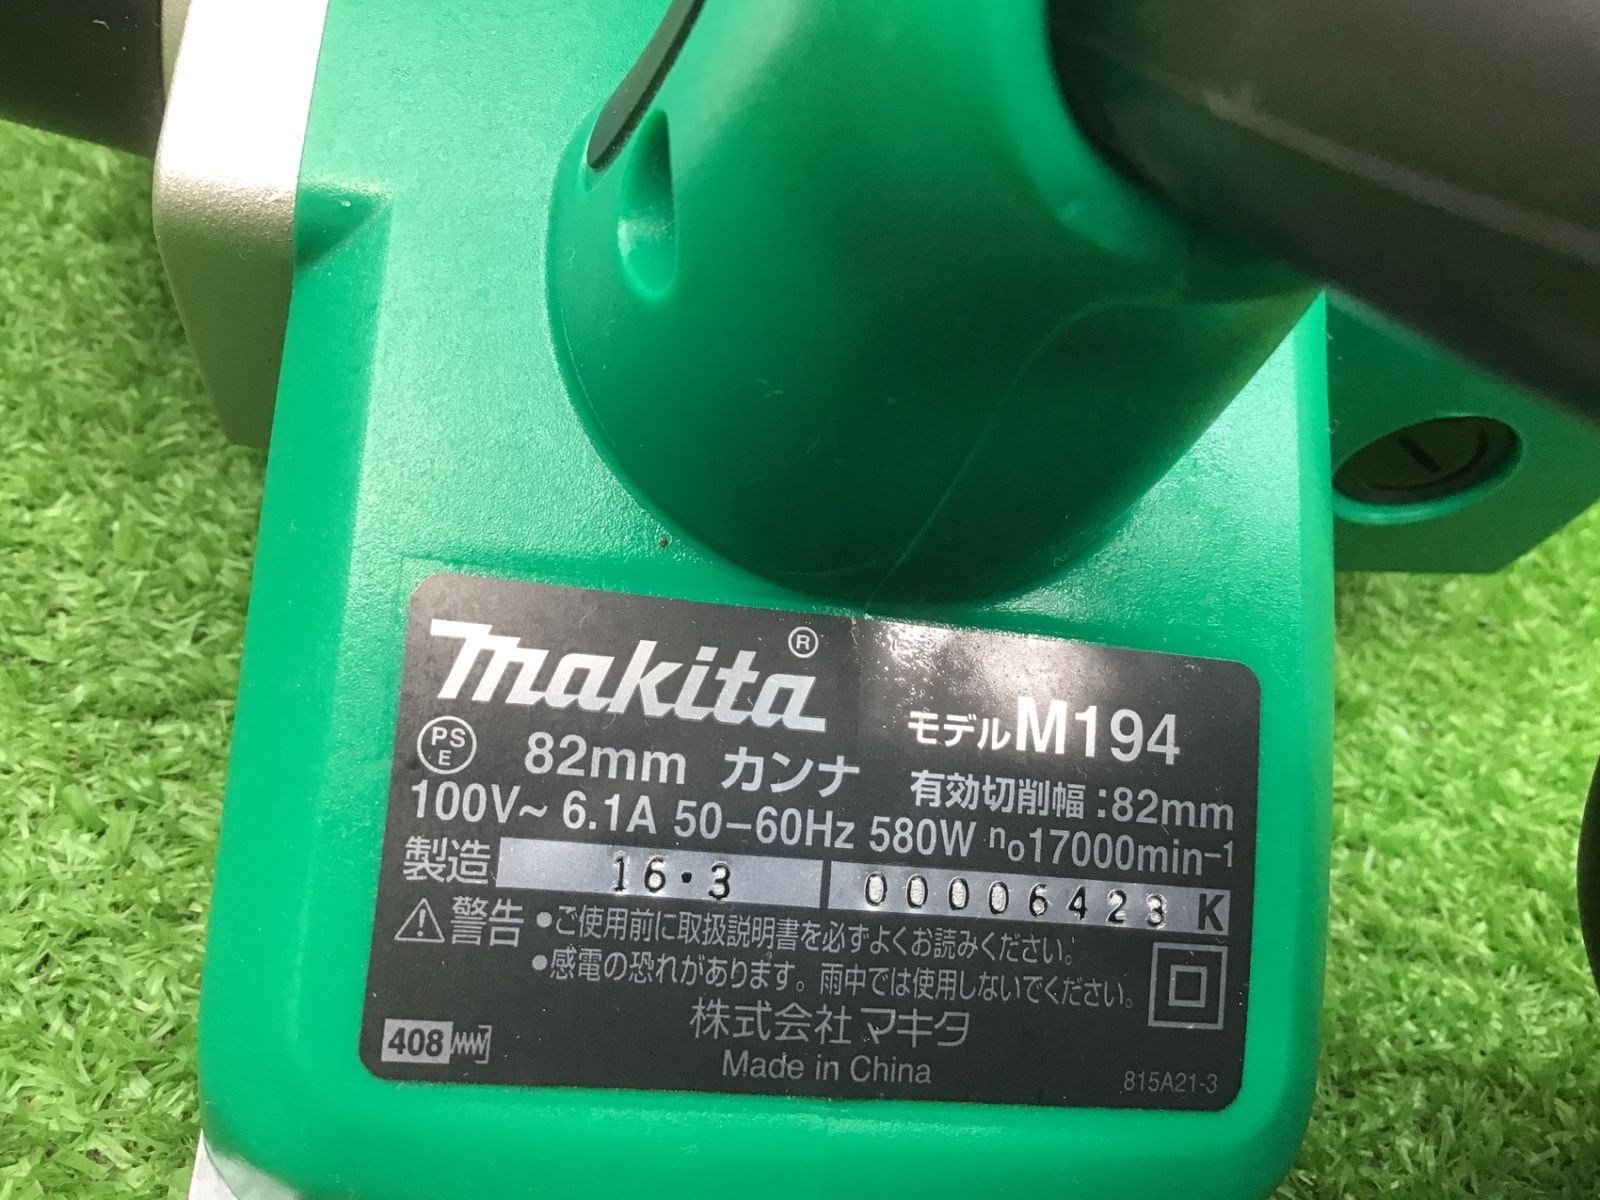 makita®
モデルM194
PSE 82mm カンナ 有効切削幅:82mm
100V~ 6.1A 50-60Hz 580W n₀17000min⁻¹
製造 16・3 00006423 K
⚠警告 •ご使用前に取扱説明書を必ずよくお読みください。
•感電の恐れがあります。雨中では使用しないでください。
株式会社マキタ
408
Made in China
815A21-3